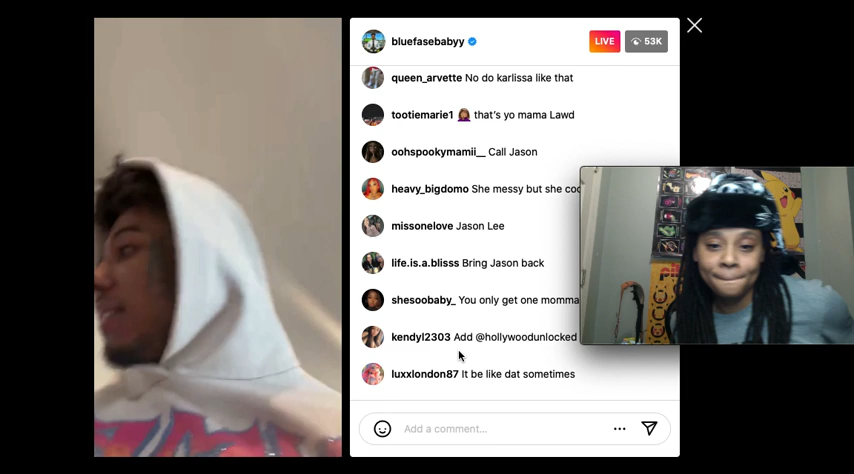 bluefasebabyy
LIVE
53K
queen_arvette No do karlissa like that
tootiemarie1 🤦🏾‍♀️ that's yo mama Lawd
oohspookymamii__ Call Jason
heavy_bigdomo She messy but she
missonelove Jason Lee
life.is.a.blisss Bring Jason back
shesoobaby_ You only get one momma
kendyl2303 Add @hollywoodunlocked
luxxlondon87 It be like dat sometimes
Add a comment...